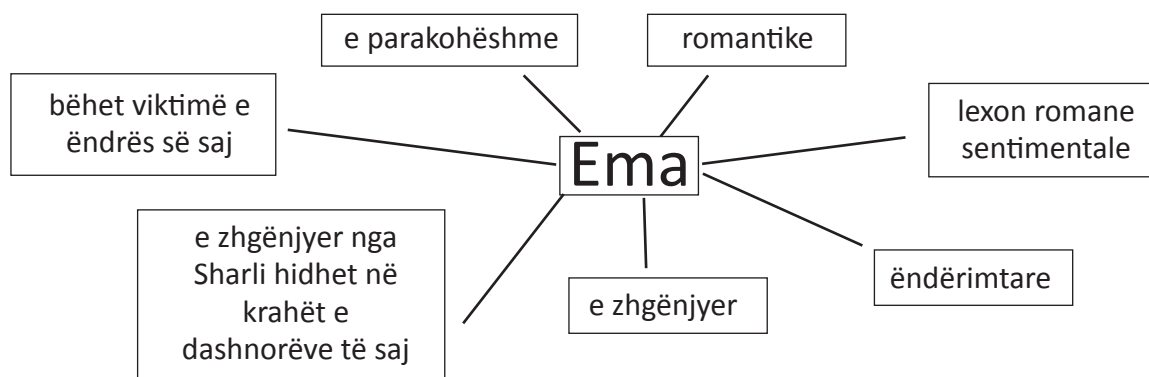 e parakohëshme
romantike
bëhet viktimë e
ëndrës së saj
lexon romane
sentimentale
Ema
e zhgënjyer nga
Sharli hidhet në
krahët e
dashnorëve të saj
e zhgënjyer
ëndërimtare